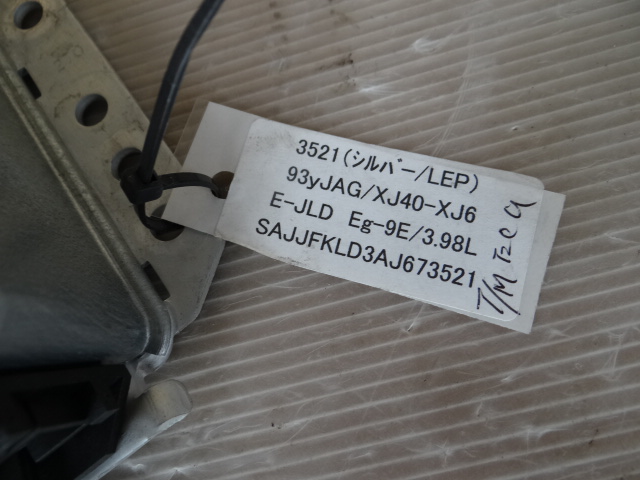 3521(ｼﾙﾊﾞｰ/LEP)
93yJAG/XJ40-XJ6
E-JLD Eg-9E/3.98L
SAJJFKLD3AJ673521
T/M